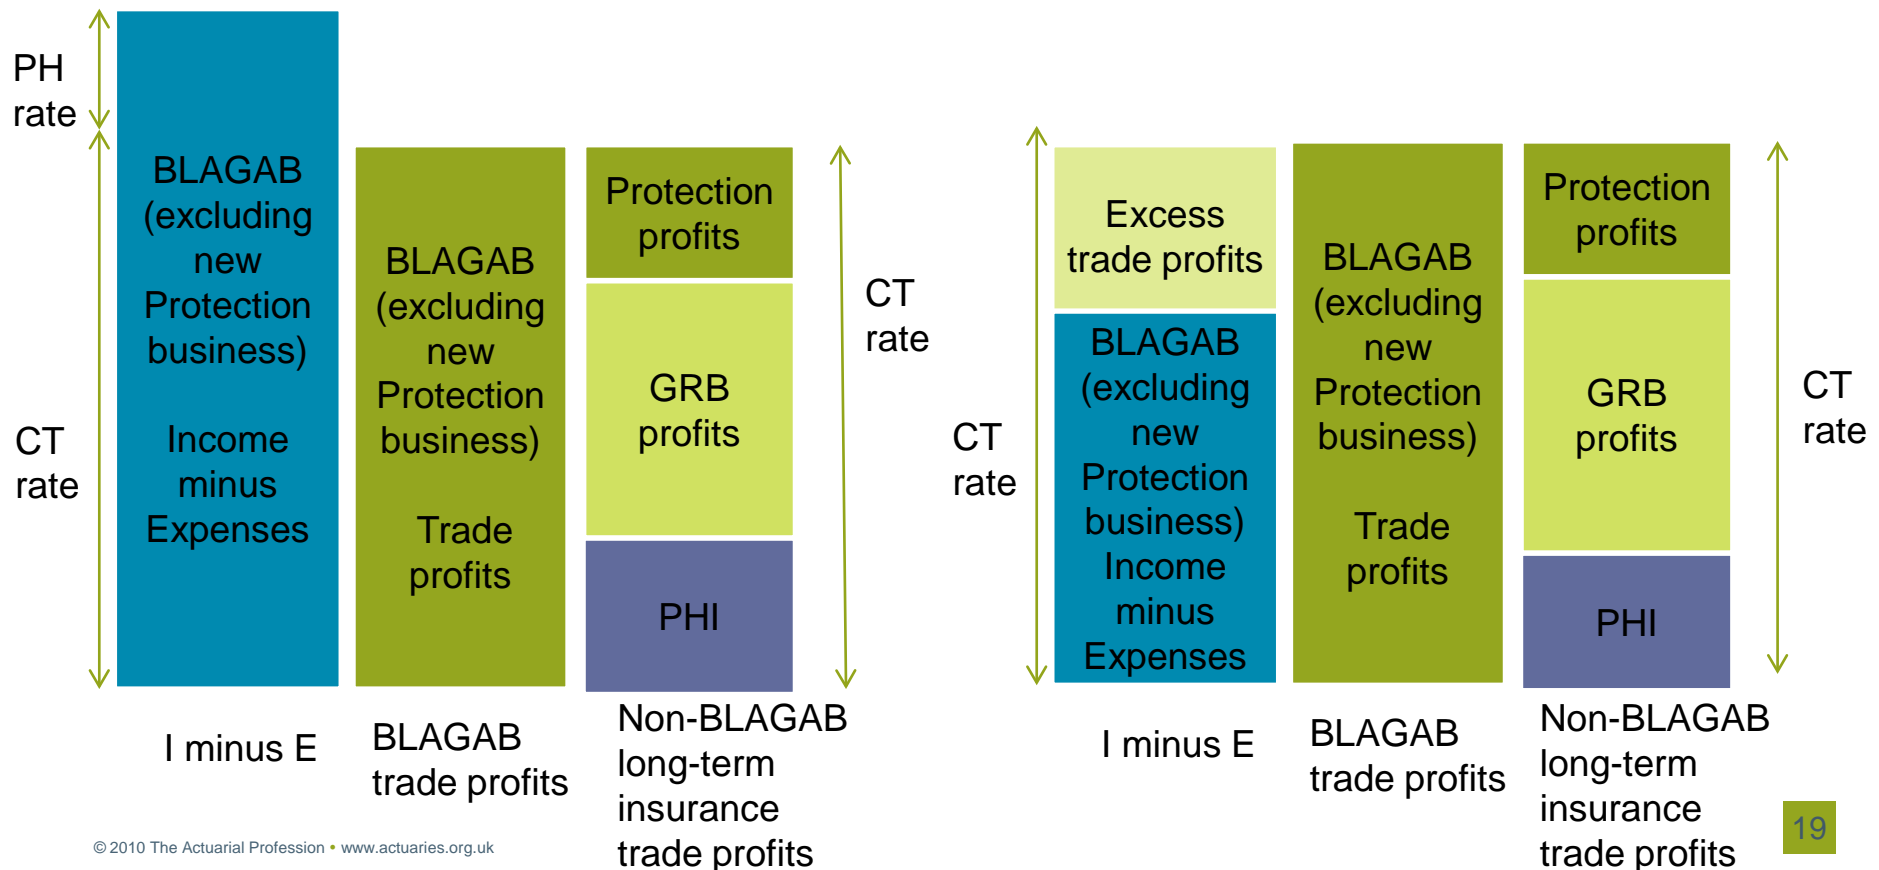 PH
rate
CT
rate
BLAGAB
(excluding
new
Protection
business)
Income
minus
Expenses
I minus E
BLAGAB
(excluding
new
Protection
business)
Trade
profits
BLAGAB
trade profits
Protection
profits
GRB
profits
PHI
Non-BLAGAB
long-term
insurance
trade profits
CT
rate
CT
rate
Excess
trade profits
BLAGAB
(excluding
new
Protection
business)
Income
minus
Expenses
I minus E
BLAGAB
(excluding
new
Protection
business)
Trade
profits
BLAGAB
trade profits
Protection
profits
GRB
profits
PHI
Non-BLAGAB
long-term
insurance
trade profits
CT
rate
© 2010 The Actuarial Profession • www.actuaries.org.uk
19